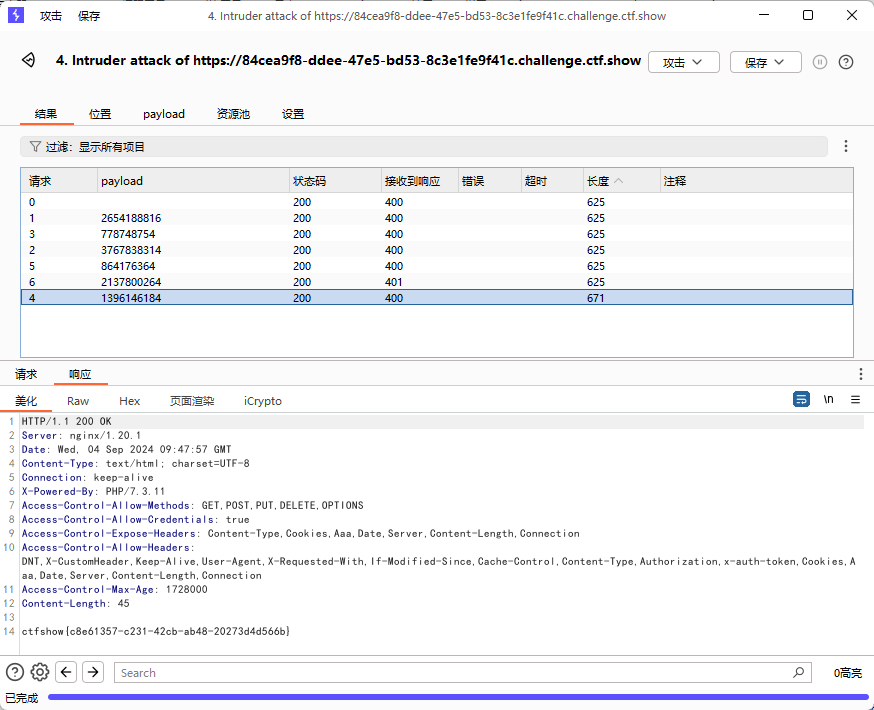 攻击 保存 4. Intruder attack of https://84cea9f8-ddee-47e5-bd53-8c3e1fe9f41c.challenge.ctf.show
4. Intruder attack of https://84cea9f8-ddee-47e5-bd53-8c3e1fe9f41c.challenge.ctf.show 攻击 保存
结果 位置 payload 资源池 设置
过滤: 显示所有项目
请求 payload 状态码 接收到响应 错误 超时 长度 注释
0 200 400 625
1 2654188816 200 400 625
3 778748754 200 400 625
2 3767838314 200 400 625
5 864176364 200 400 625
6 2137800264 200 401 625
4 1396146184 200 400 671
请求 响应
美化 Raw Hex 页面渲染 iCrypto \n
1 HTTP/1.1 200 OK
2 Server: nginx/1.20.1
3 Date: Wed, 04 Sep 2024 09:47:57 GMT
4 Content-Type: text/html; charset=UTF-8
5 Connection: keep-alive
6 X-Powered-By: PHP/7.3.11
7 Access-Control-Allow-Methods: GET,POST,PUT,DELETE,OPTIONS
8 Access-Control-Allow-Credentials: true
9 Access-Control-Expose-Headers: Content-Type,Cookies,Aaa,Date,Server,Content-Length,Connection
10 Access-Control-Allow-Headers:
DNT,X-CustomHeader,Keep-Alive,User-Agent,X-Requested-With,If-Modified-Since,Cache-Control,Content-Type,Authorization,x-auth-token,Cookies,A
aa,Date,Server,Content-Length,Connection
11 Access-Control-Max-Age: 1728000
12 Content-Length: 45
13
14 ctfshow{c8e61357-c231-42cb-ab48-20273d4d566b}
Search 0高亮
已完成